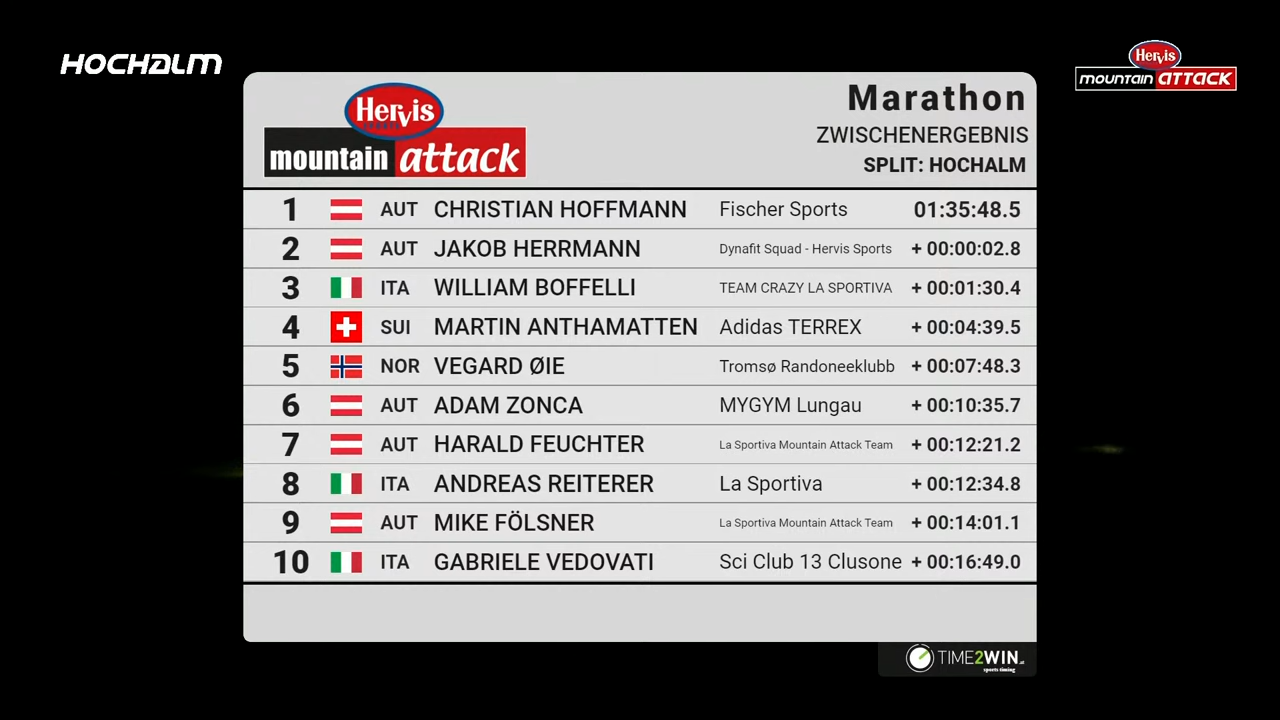 HOCHALM
Hervis
mountain attack
Hervis
SPORTS
mountain attack
Marathon
ZWISCHENERGEBNIS
SPLIT: HOCHALM
1 AUT CHRISTIAN HOFFMANN Fischer Sports 01:35:48.5
2 AUT JAKOB HERRMANN Dynafit Squad - Hervis Sports + 00:00:02.8
3 ITA WILLIAM BOFFELLI TEAM CRAZY LA SPORTIVA + 00:01:30.4
4 SUI MARTIN ANTHAMATTEN Adidas TERREX + 00:04:39.5
5 NOR VEGARD ØIE Tromsø Randoneeklubb + 00:07:48.3
6 AUT ADAM ZONCA MYGYM Lungau + 00:10:35.7
7 AUT HARALD FEUCHTER La Sportiva Mountain Attack Team + 00:12:21.2
8 ITA ANDREAS REITERER La Sportiva + 00:12:34.8
9 AUT MIKE FÖLSNER La Sportiva Mountain Attack Team + 00:14:01.1
10 ITA GABRIELE VEDOVATI Sci Club 13 Clusone + 00:16:49.0
TIME2WIN.at
sports timing